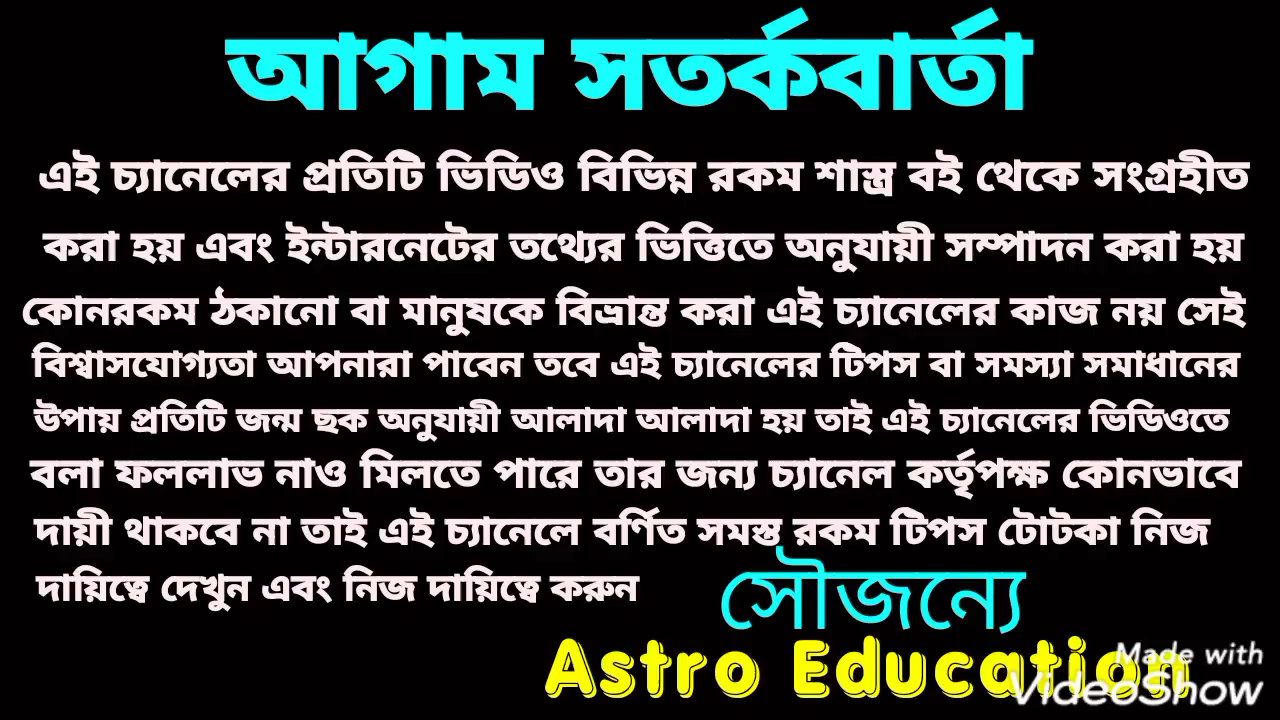 আগাম সতর্কবার্তা
এই চ্যানেলের প্রতিটি ভিডিও বিভিন্ন রকম শাস্ত্র বই থেকে সংগ্রহীত
করা হয় এবং ইন্টারনেটের তথ্যের ভিত্তিতে অনুযায়ী সম্পাদন করা হয়
কোনরকম ঠকানো বা মানুষকে বিভ্রান্ত করা এই চ্যানেলের কাজ নয় সেই
বিশ্বাসযোগ্যতা আপনারা পাবেন তবে এই চ্যানেলের টিপস বা সমস্যা সমাধানের
উপায় প্রতিটি জন্ম ছক অনুযায়ী আলাদা আলাদা হয় তাই এই চ্যানেলের ভিডিওতে
বলা ফললাভ নাও মিলতে পারে তার জন্য চ্যানেল কর্তৃপক্ষ কোনভাবে
দায়ী থাকবে না তাই এই চ্যানেলে বর্ণিত সমস্ত রকম টিপস টোটকা নিজ
দায়িত্বে দেখুন এবং নিজ দায়িত্বে করুন
সৌজন্যে
Astro Education
Made with
VideoShow